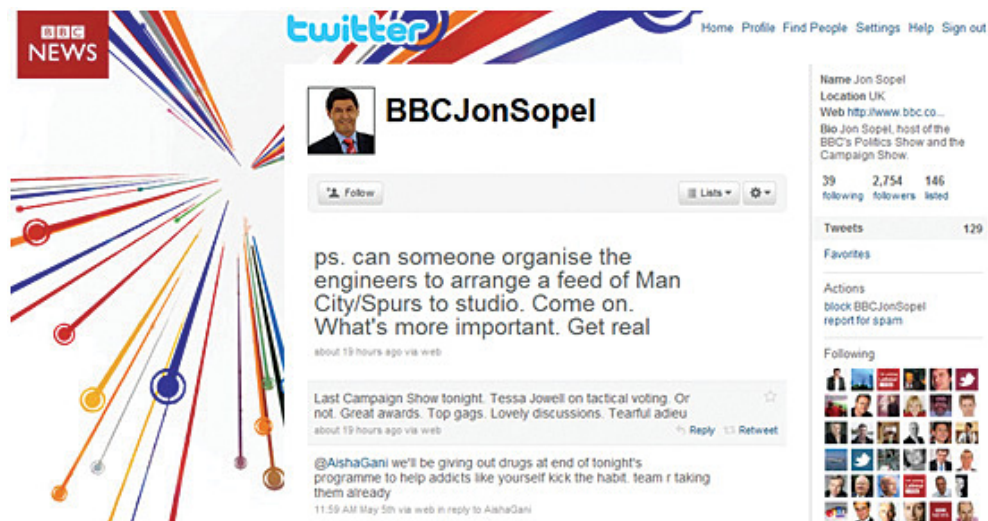 BBC
NEWS
twitter
Home Profile Find People Settings Help Sign out
BBCJonSopel
Follow
Lists
ps. can someone organise the
engineers to arrange a feed of Man
City/Spurs to studio. Come on.
What's more important. Get real
about 19 hours ago via web
Last Campaign Show tonight. Tessa Jowell on tactical voting. Or
not. Great awards. Top gags. Lovely discussions. Tearful adieu
about 19 hours ago via web
Reply Retweet
@AishaGani we'll be giving out drugs at end of tonight's
programme to help addicts like yourself kick the habit. team r taking
them already
11:59 AM May 5th via web in reply to AishaGani
Name Jon Sopel
Location UK
Web http://www.bbc.co...
Bio Jon Sopel, host of the
BBC's Politics Show and the
Campaign Show.
39 2,754 146
following followers listed
Tweets 129
Favorites
Actions
block BBCJonSopel
report for spam
Following